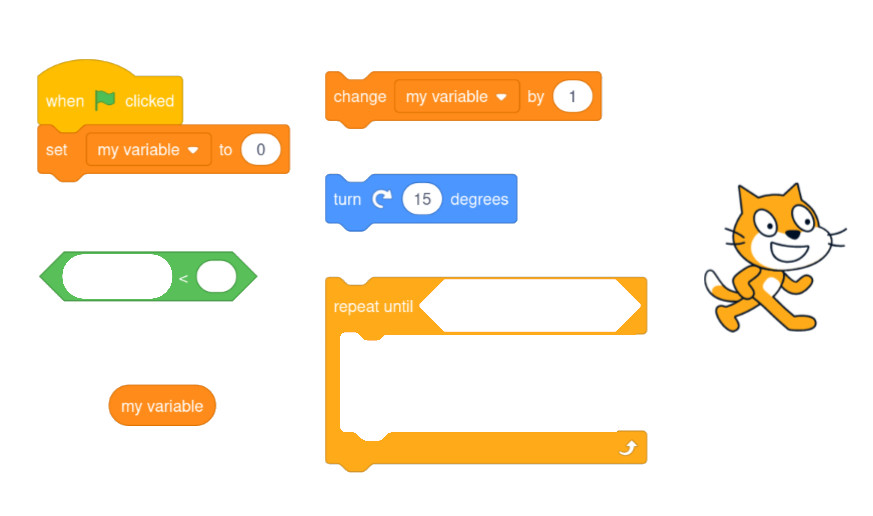 when clicked
set my variable to 0
<
my variable
change my variable by 1
turn 15 degrees
repeat until